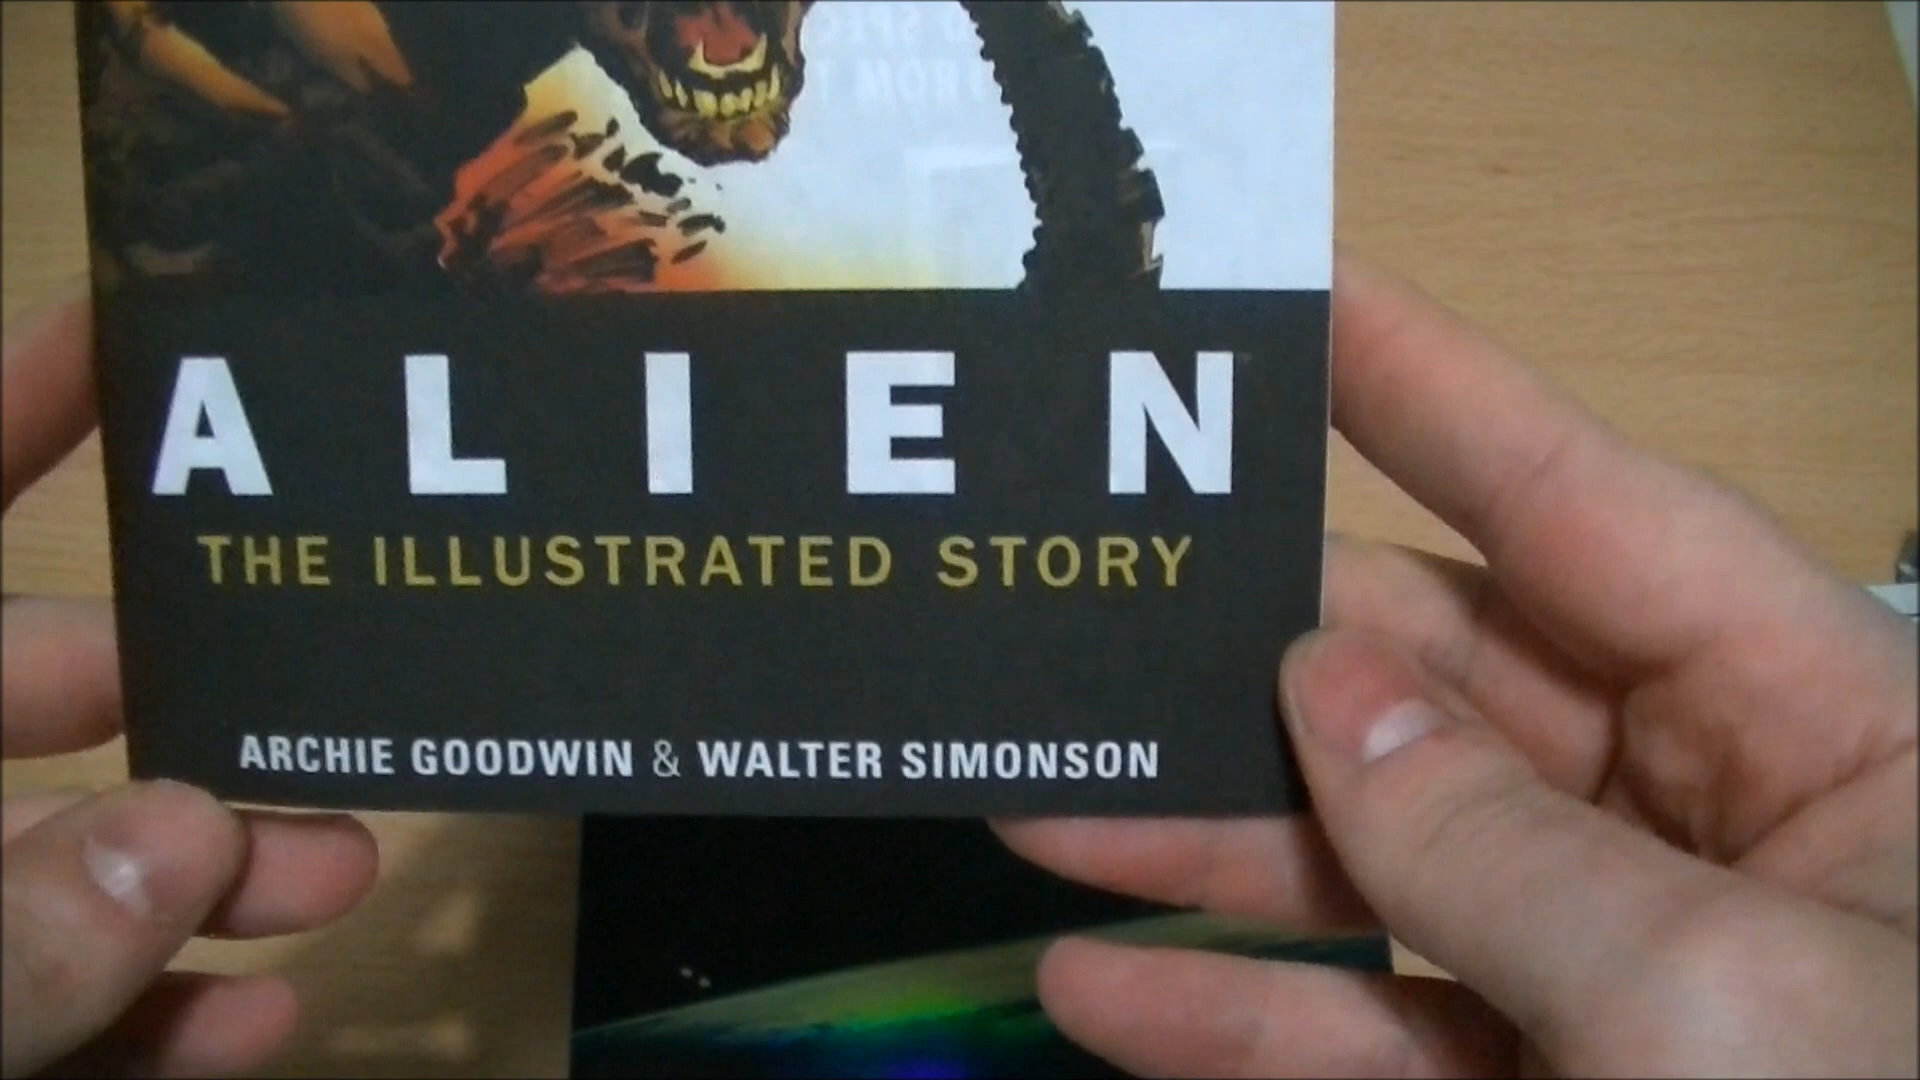 ALIEN
THE ILLUSTRATED STORY
ARCHIE GOODWIN & WALTER SIMONSON